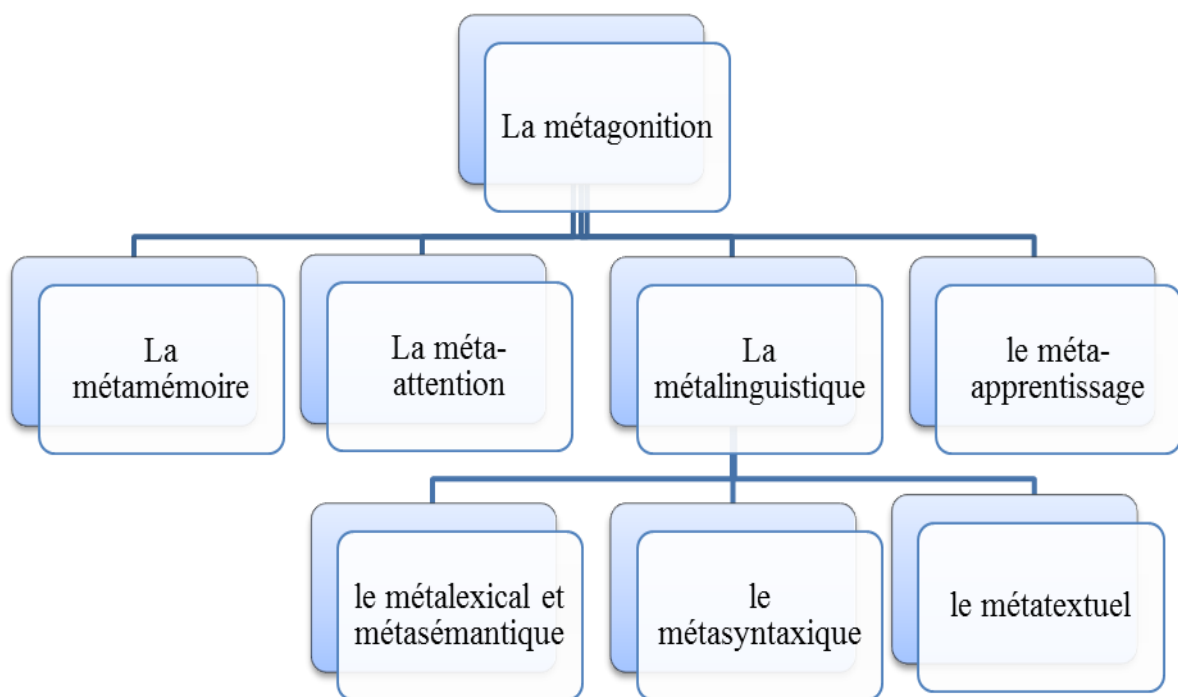 La métagonition
La
métamémoire
La méta-
attention
La
métalinguistique
le méta-
apprentissage
le métalexical et
métasémantique
le
métasyntaxique
le métatextuel